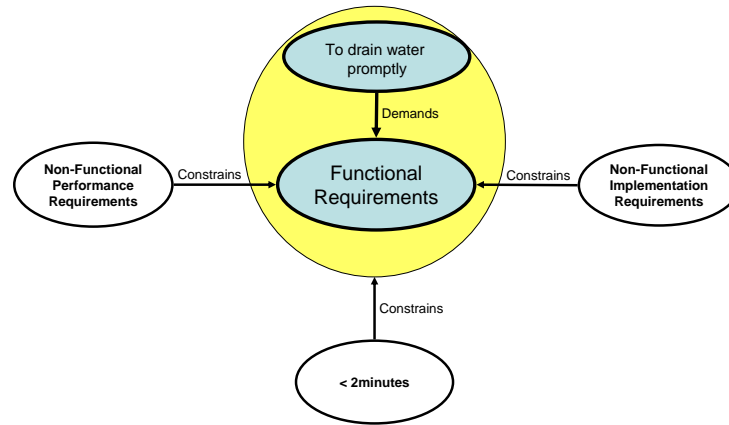 To drain water
promptly
Demands
Non-Functional
Performance
Requirements
Constrains
Functional
Requirements
Constrains
Non-Functional
Implementation
Requirements
Constrains
< 2minutes